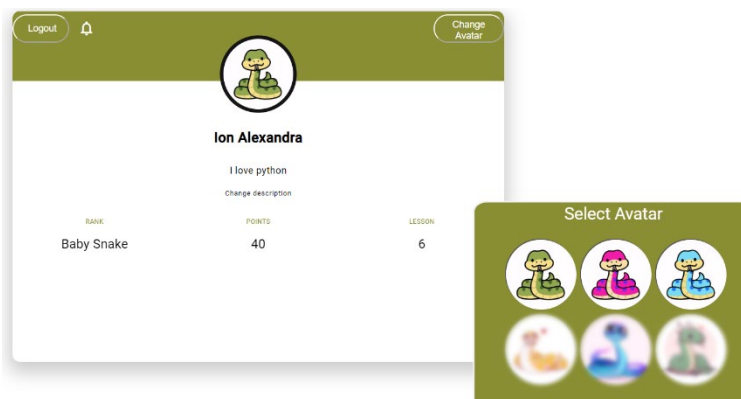 Logout
Change
Avatar
Ion Alexandra
I love python
Change description
RANK POINTS LESSON
Baby Snake 40 6
Select Avatar